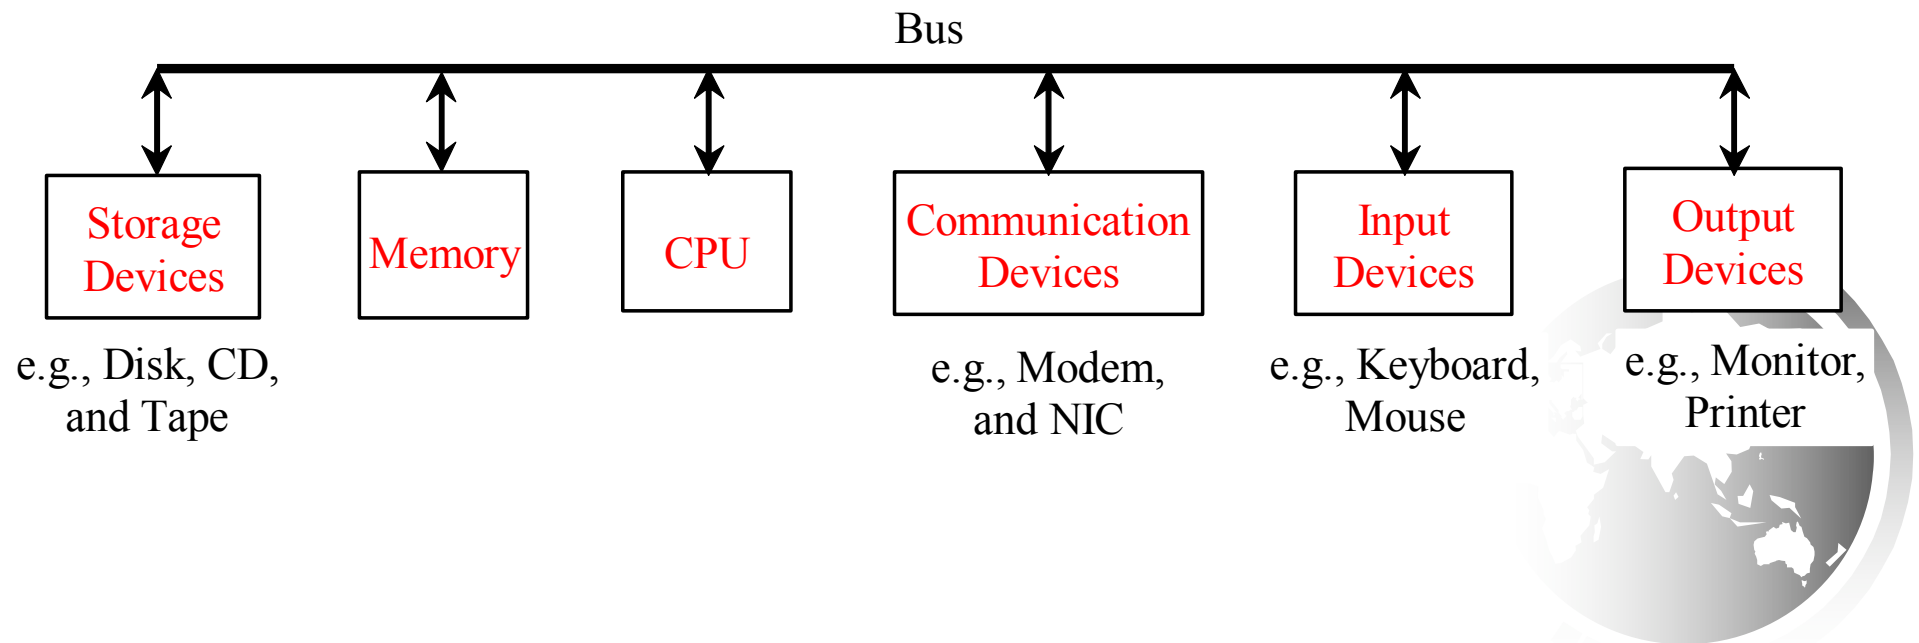 Bus
Storage
Devices
Memory
CPU
Communication
Devices
Input
Devices
Output
Devices
e.g., Disk, CD,
and Tape
e.g., Modem,
and NIC
e.g., Keyboard,
Mouse
e.g., Monitor,
Printer